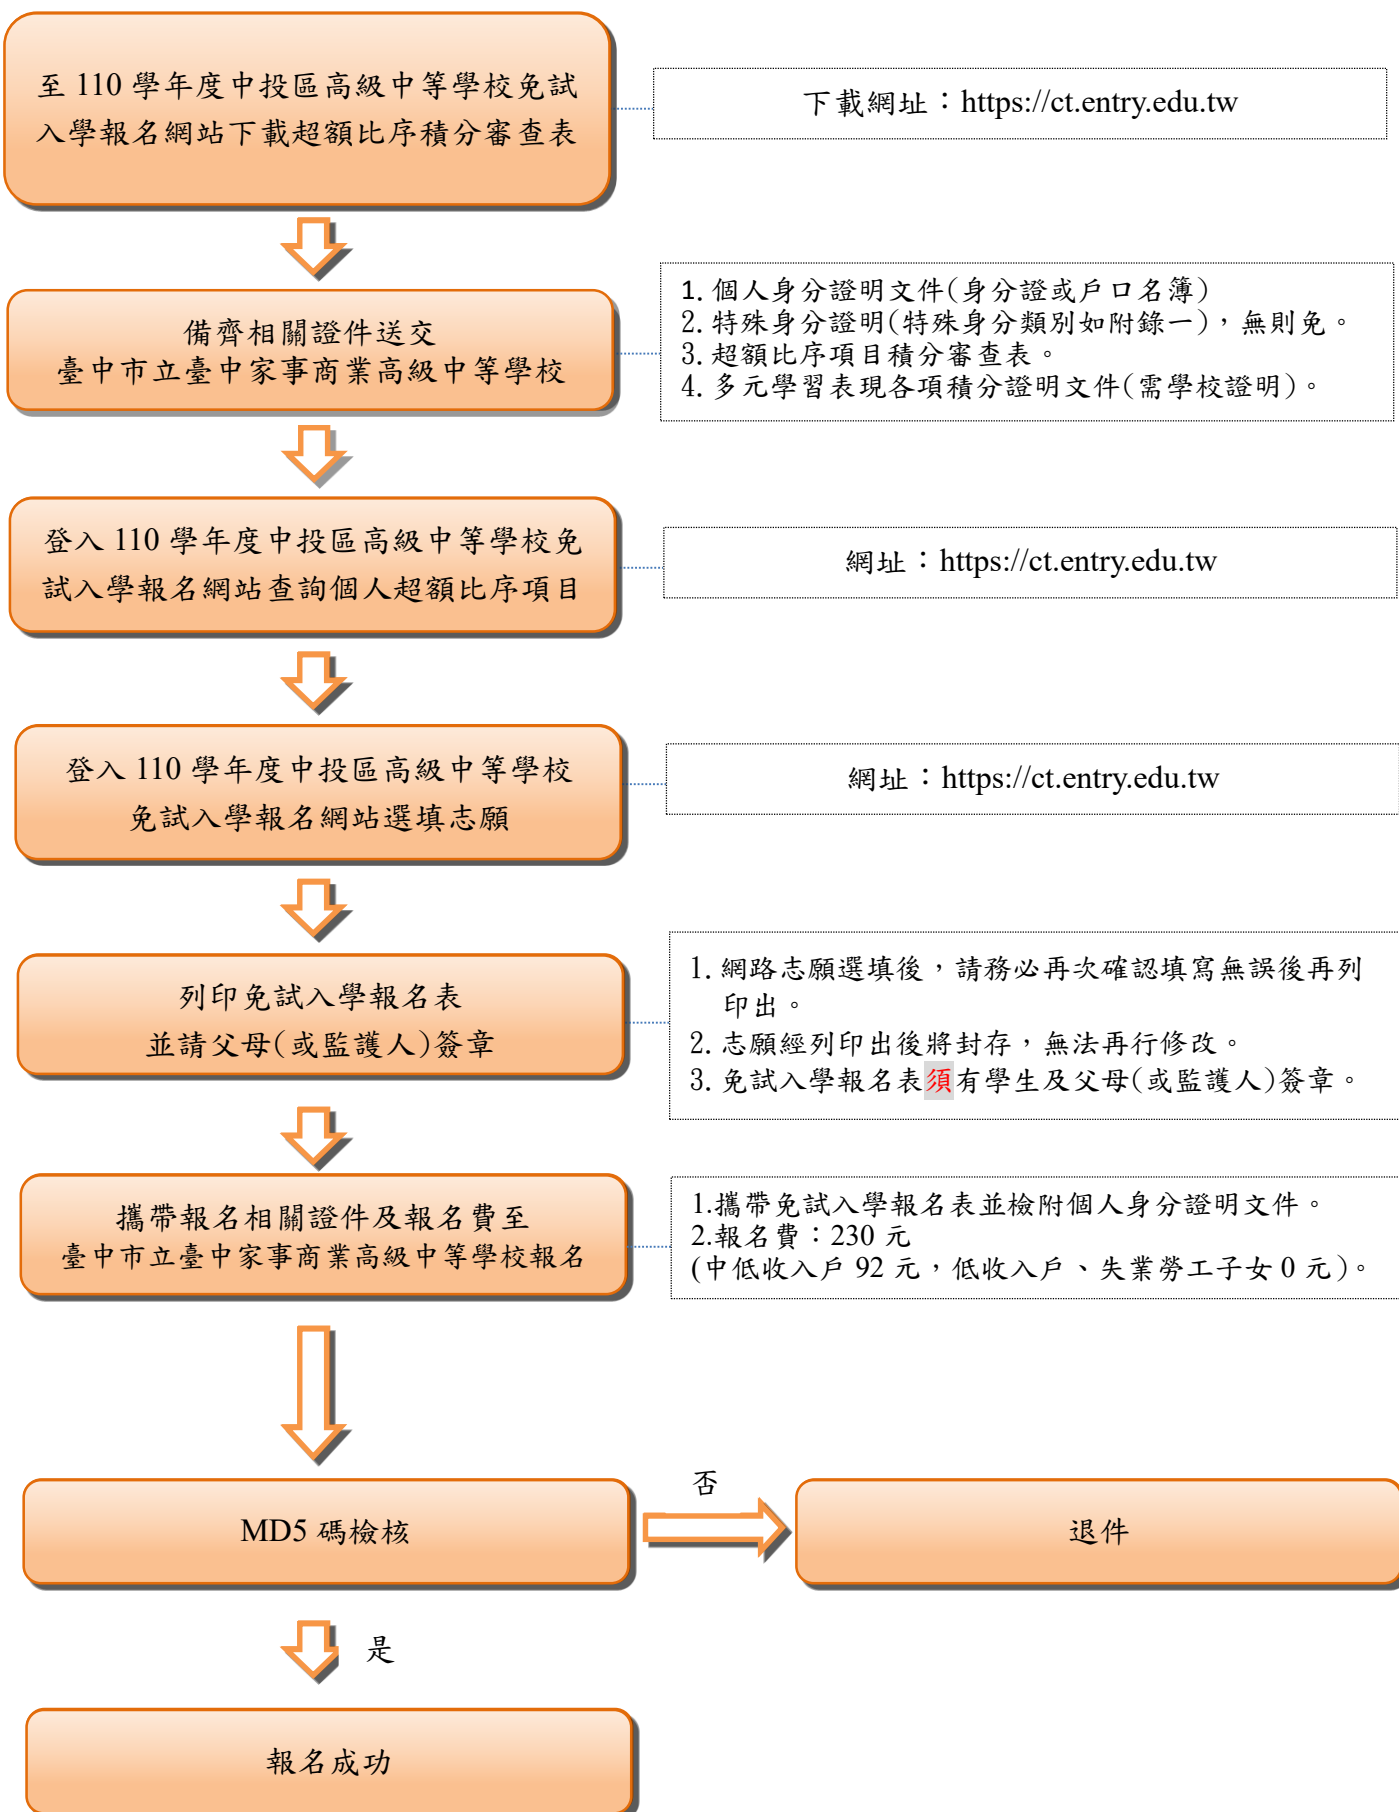 至 110 學年度中投區高級中等學校免試
入學報名網站下載超額比序積分審查表
下載網址：https://ct.entry.edu.tw
備齊相關證件送交
臺中市立臺中家事商業高級中等學校
1. 個人身分證明文件(身分證或戶口名簿)
2. 特殊身分證明(特殊身分類別如附錄一)，無則免。
3. 超額比序項目積分審查表。
4. 多元學習表現各項積分證明文件(需學校證明)。
登入 110 學年度中投區高級中等學校免
試入學報名網站查詢個人超額比序項目
網址：https://ct.entry.edu.tw
登入 110 學年度中投區高級中等學校
免試入學報名網站選填志願
網址：https://ct.entry.edu.tw
列印免試入學報名表
並請父母(或監護人)簽章
1. 網路志願選填後，請務必再次確認填寫無誤後再列
印出。
2. 志願經列印出後將封存，無法再行修改。
3. 免試入學報名表須有學生及父母(或監護人)簽章。
攜帶報名相關證件及報名費至
臺中市立臺中家事商業高級中等學校報名
1.攜帶免試入學報名表並檢附個人身分證明文件。
2.報名費：230 元
(中低收入戶 92 元，低收入戶、失業勞工子女 0 元)。
MD5 碼檢核
否
退件
是
報名成功